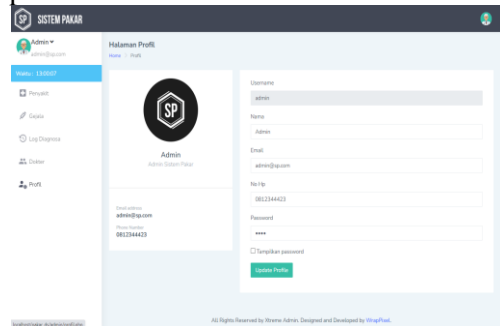 SP SISTEM PAKAR
Admin
admin@sp.com
Halaman Profil
Home / Profil
Waktu : 13:00:07
Penyakit
Gejala
Log Diagnosa
Dokter
Profil
SP
Admin
Admin Sistem Pakar
Email address
admin@sp.com
Phone Number
0812344423
Username
admin
Nama
Admin
Email
admin@sp.com
No Hp
0812344423
Password
••••
Tampilkan password
Update Profile
All Rights Reserved by Xtreme Admin. Designed and Developed by WrapPixel.